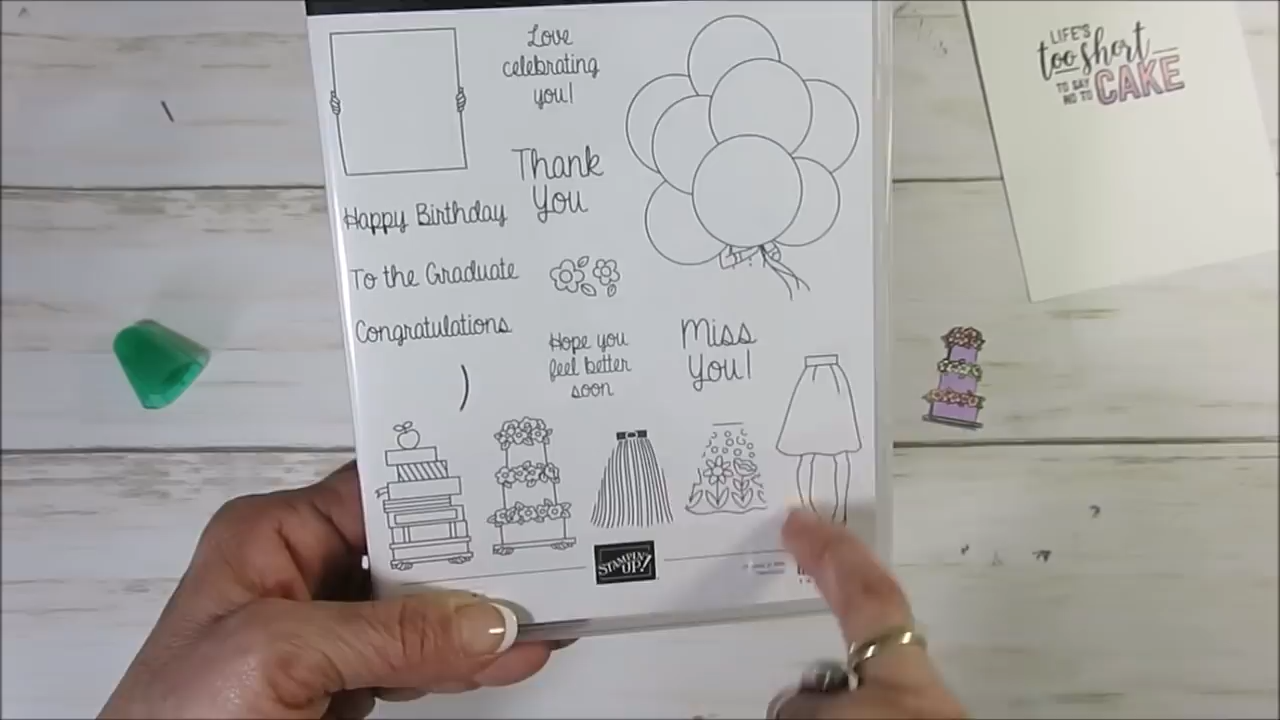 Love
celebrating
you!
Thank
You
Happy Birthday
To the Graduate
Congratulations
Hope you
feel better
soon
Miss
You!
STAMPIN'
UP!
LIFE'S
too short
TO SAY
NO TO
CAKE